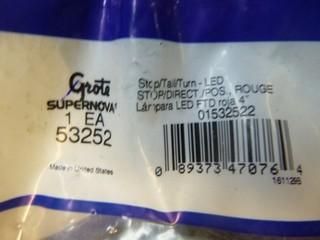 Grote
SUPERNOVA
1 EA
53252
Made in United States
Stop/Tail/Turn - LED
STOP/DIRECT./POS., ROUGE
Lámpara LED FTD roja 4"
01532522
0 89373 47076 4
1611295